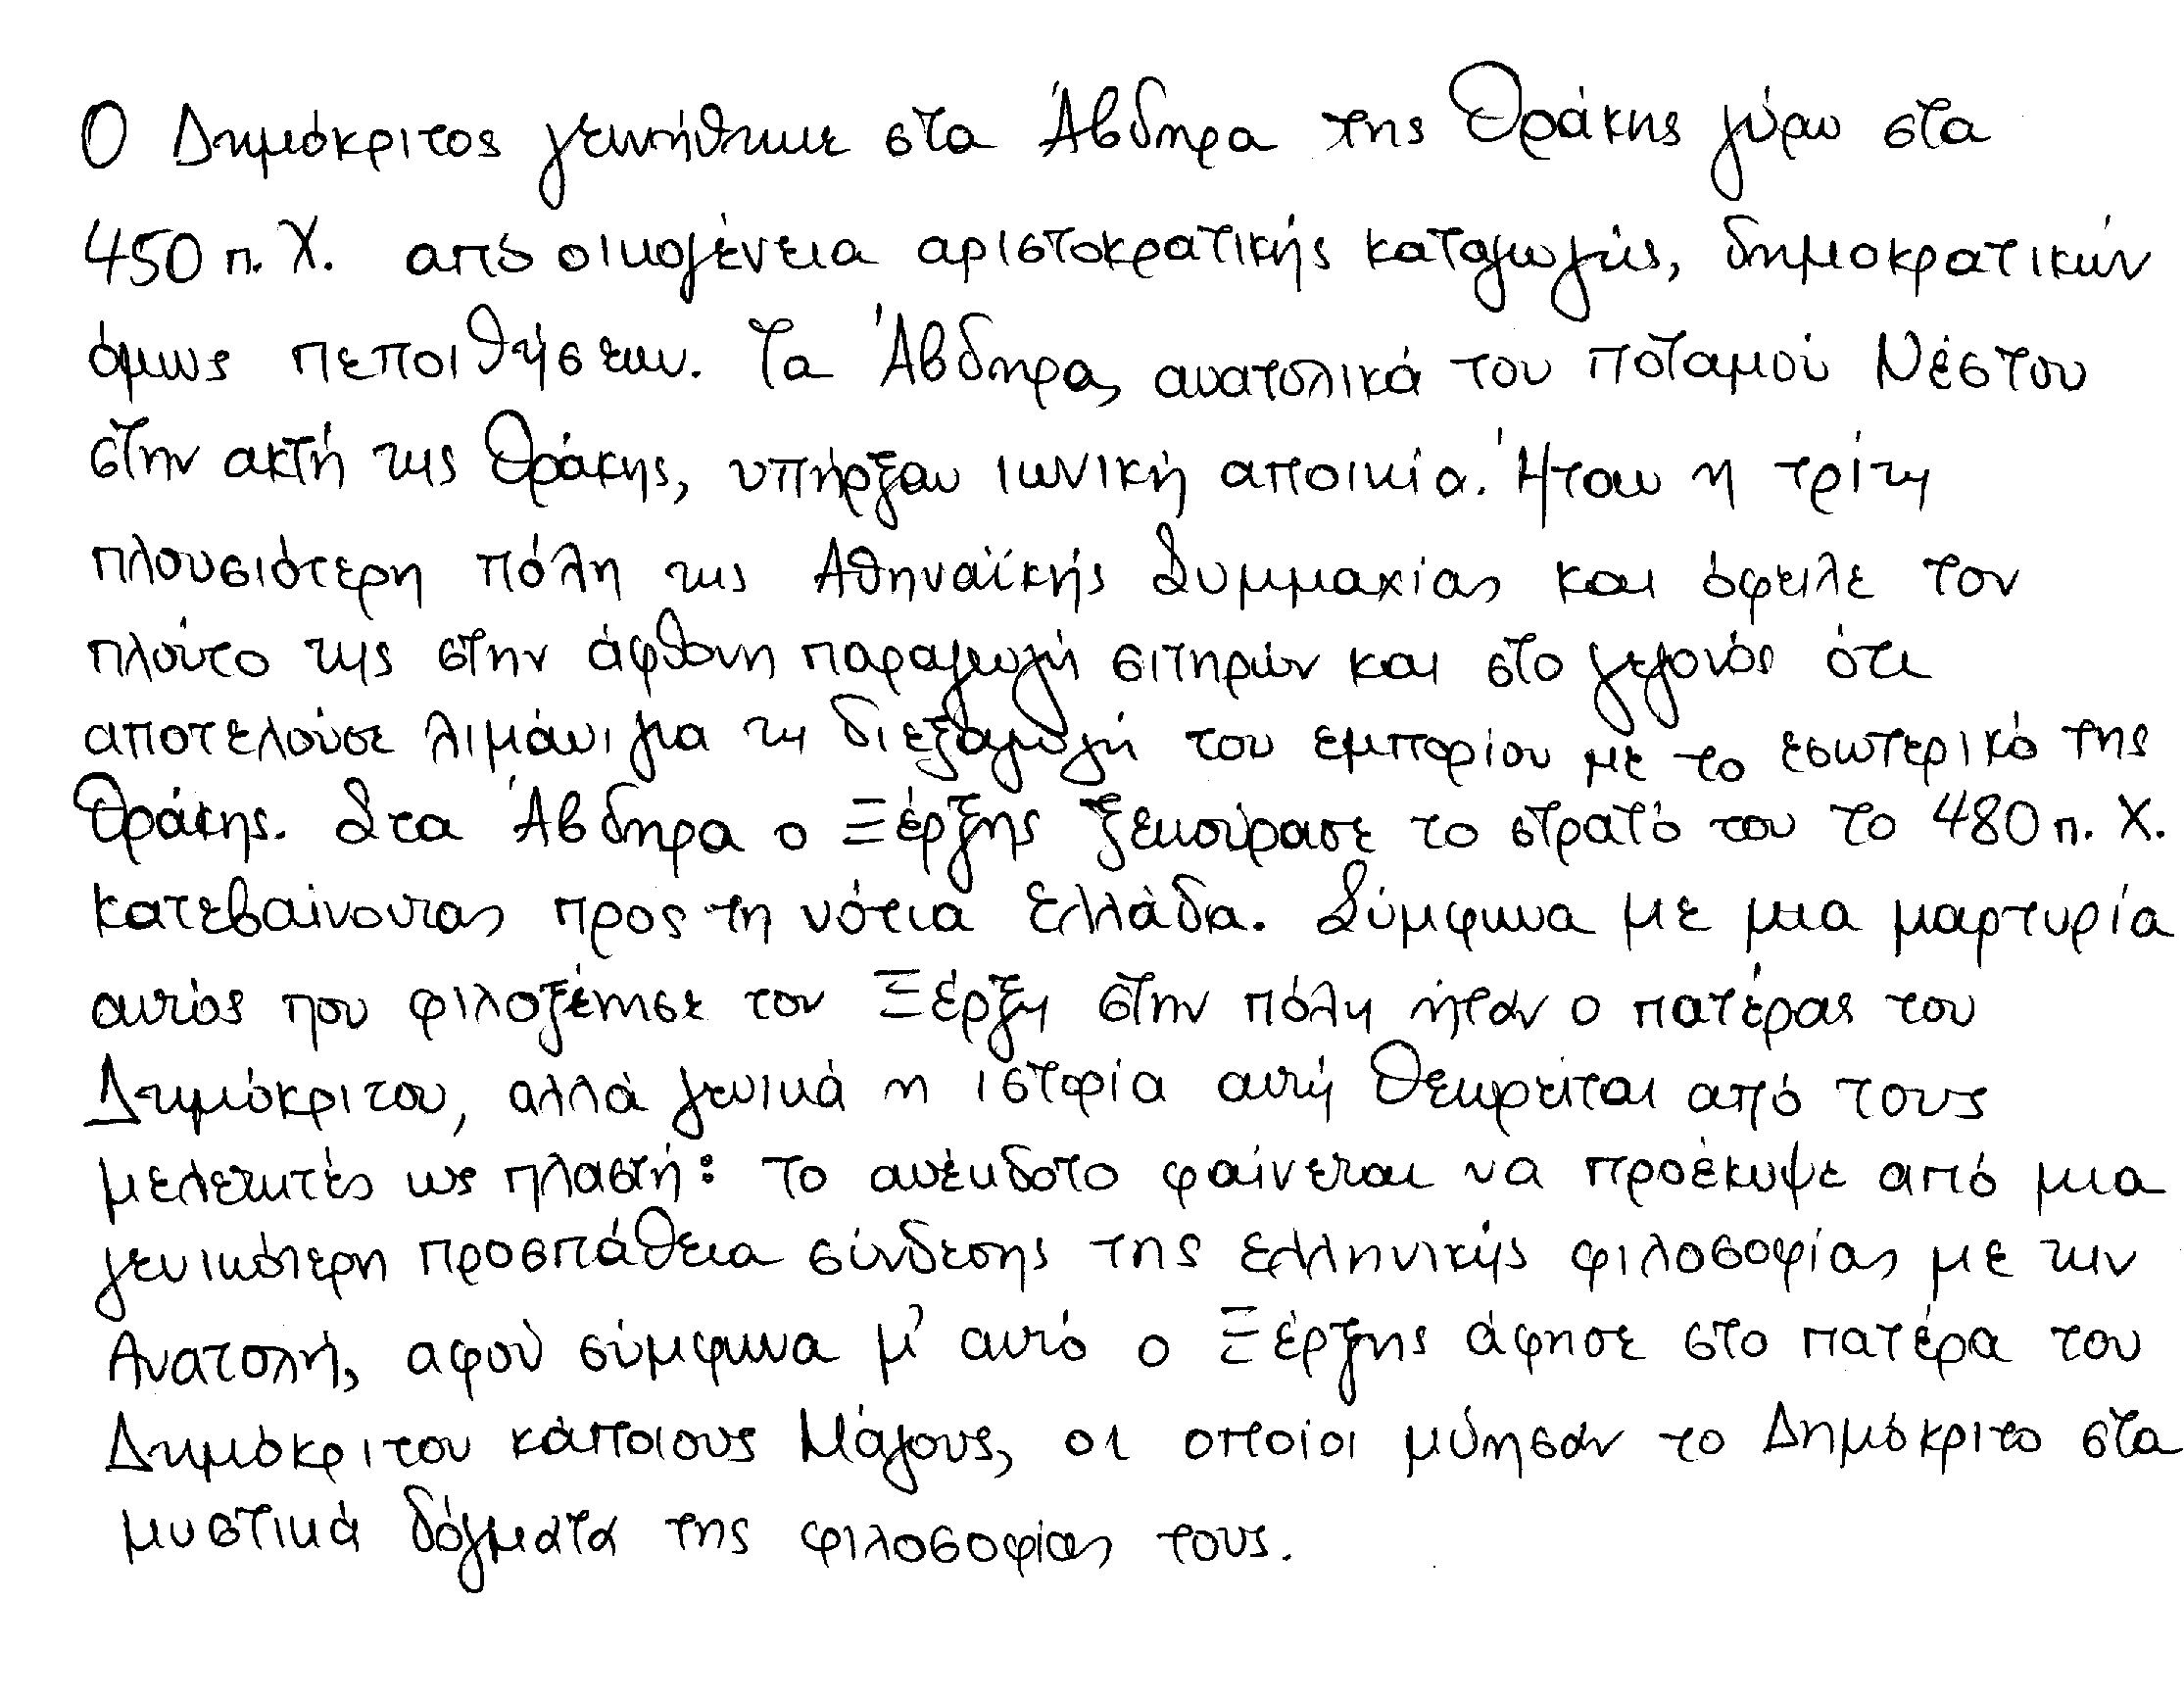 Ο Δημόκριτος γεννήθηκε στα Άβδηρα της Θράκης γύρω στα
450 π. Χ. από οικογένεια αριστοκρατικής καταγωγής, δημοκρατικών
όμως πεποιθήσεων. Τα Άβδηρα, ανατολικά του ποταμού Νέστου
στην ακτή της Θράκης, υπήρξαν ιωνική αποικία. Ήταν η τρίτη
πλουσιότερη πόλη της Αθηναϊκής Συμμαχίας και όφειλε τον
πλούτο της στην άφθονη παραγωγή σιτηρών και στο γεγονός ότι
αποτελούσε λιμάνι για τη διεξαγωγή του εμπορίου με το εσωτερικό της
Θράκης. Στα Άβδηρα ο Ξέρξης ξεκούρασε το στρατό του το 480 π. Χ.
κατεβαίνοντας προς τη νότια Ελλάδα. Σύμφωνα με μια μαρτυρία
αυτός που φιλοξένησε τον Ξέρξη στην πόλη ήταν ο πατέρας του
Δημόκριτου, αλλά γενικά η ιστορία αυτή θεωρείται από τους
μελετητές ως πλαστή: το ανέκδοτο φαίνεται να προέκυψε από μια
γενικότερη προσπάθεια σύνδεσης της ελληνικής φιλοσοφίας με την
Ανατολή, αφού σύμφωνα μ' αυτό ο Ξέρξης άφησε στο πατέρα του
Δημόκριτου κάποιους Μάγους, οι οποίοι μύησαν το Δημόκριτο στα
μυστικά δόγματα της φιλοσοφίας τους.